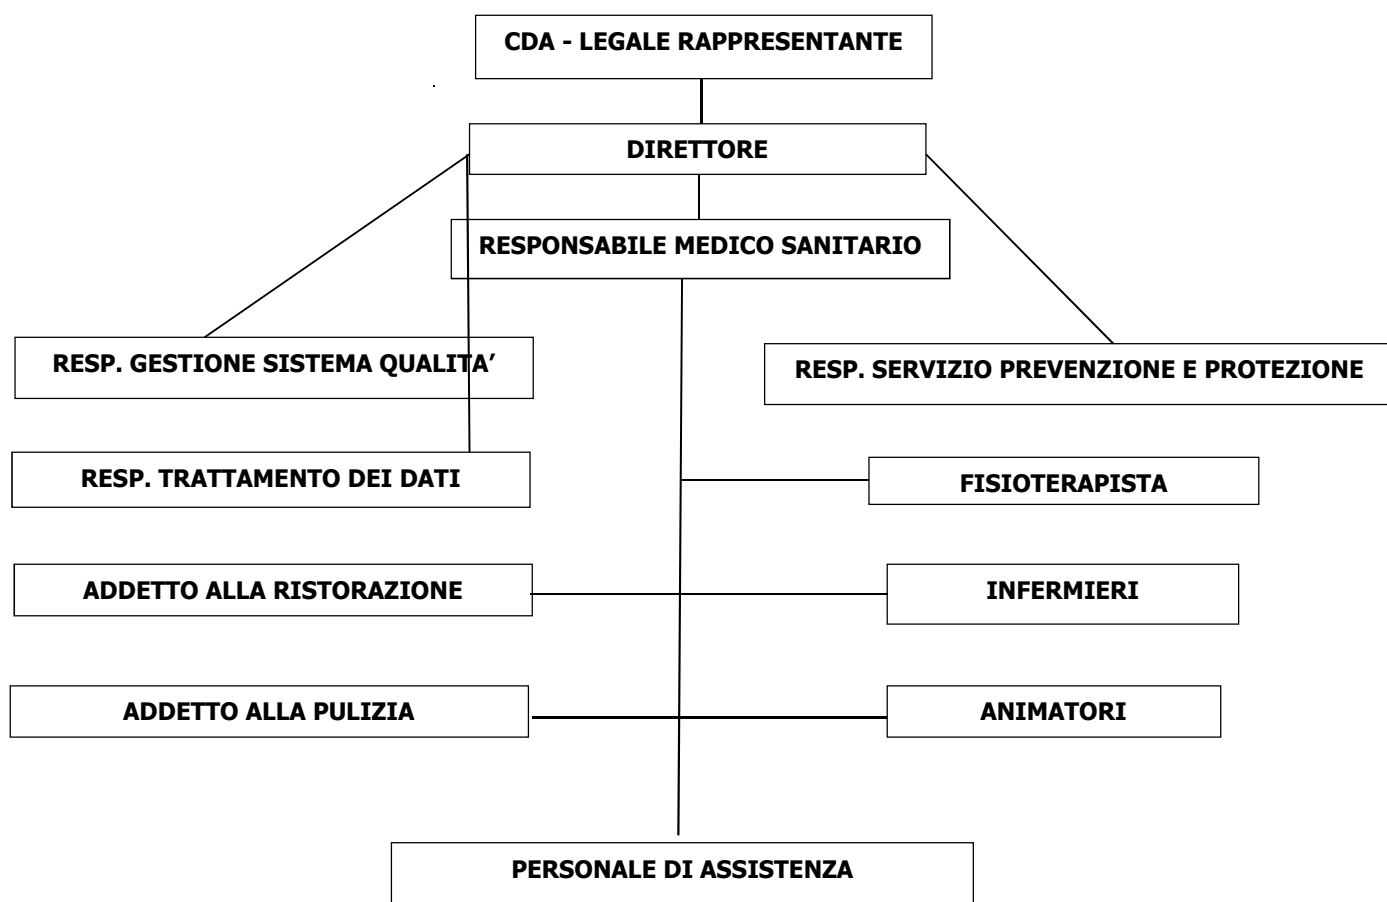 CDA - LEGALE RAPPRESENTANTE
DIRETTORE
RESPONSABILE MEDICO SANITARIO
RESP. GESTIONE SISTEMA QUALITA’
RESP. SERVIZIO PREVENZIONE E PROTEZIONE
RESP. TRATTAMENTO DEI DATI
FISIOTERAPISTA
ADDETTO ALLA RISTORAZIONE
INFERMIERI
ADDETTO ALLA PULIZIA
ANIMATORI
PERSONALE DI ASSISTENZA